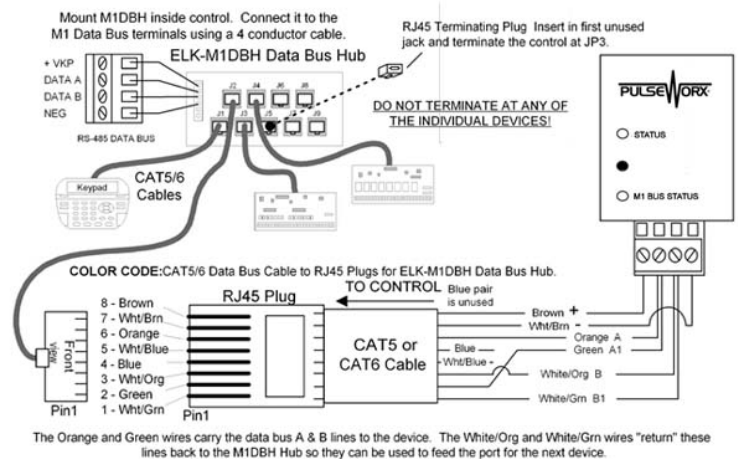 Mount M1DBH inside control. Connect it to the
M1 Data Bus terminals using a 4 conductor cable.
RJ45 Terminating Plug Insert in first unused
jack and terminate the control at JP3.
ELK-M1DBH Data Bus Hub
+ VKP
DATA A
DATA B
NEG
RS-485 DATA BUS
J2
J4
J6
J8
J1
J3
J5
J7
J9
DO NOT TERMINATE AT ANY OF
THE INDIVIDUAL DEVICES!
PULSEWORX
STATUS
M1 BUS STATUS
Keypad
CAT5/6
Cables
COLOR CODE:CAT5/6 Data Bus Cable to RJ45 Plugs for ELK-M1DBH Data Bus Hub.
TO CONTROL
Blue pair
is unused
RJ45 Plug
8 - Brown
7 - Wht/Brn
6 - Orange
5 - Wht/Blue
4 - Blue
3 - Wht/Org
2 - Green
1 - Wht/Grn
Front
view
Pin1
Pin1
CAT5 or
CAT6 Cable
Brown +
Wht/Brn -
Orange A
Green A1
Blue
Wht/Blue
White/Org B
White/Grn B1
The Orange and Green wires carry the data bus A & B lines to the device. The White/Org and White/Grn wires "return" these
lines back to the M1DBH Hub so they can be used to feed the port for the next device.